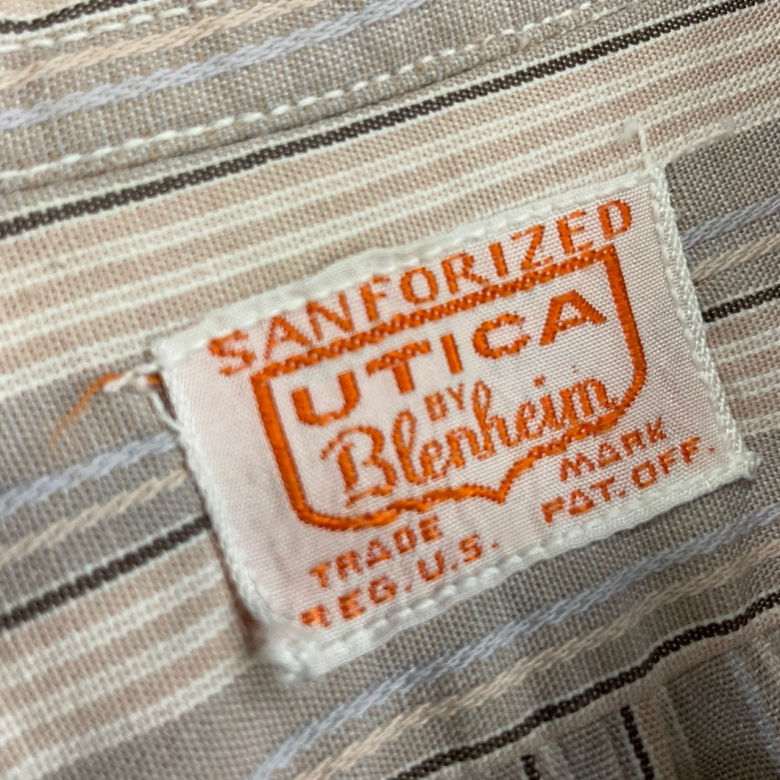 SANFORIZED
UTICA
BY
Blenheim
TRADE MARK
REG. U.S. PAT. OFF.